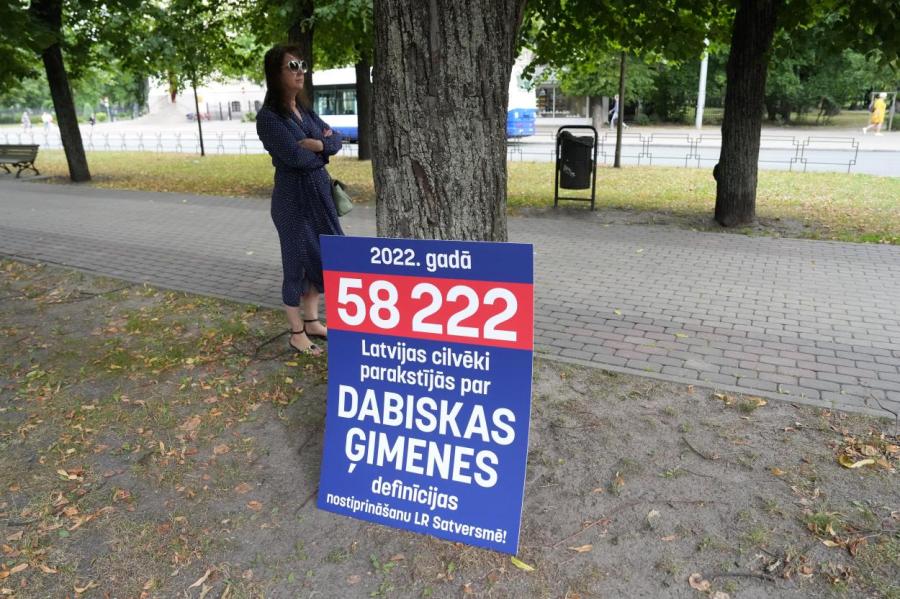 2022. gadā
58 222
Latvijas cilvēki
parakstījās par
DABISKAS
ĢIMENES
definīcijas
nostiprināšanu LR Satversmē!